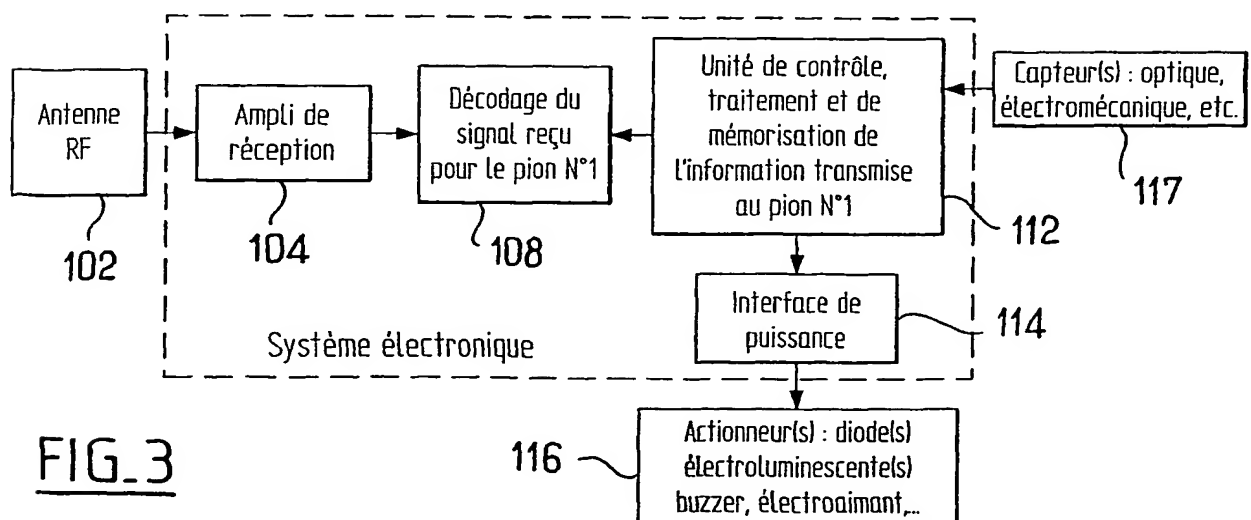 Antenne
RF
102
Ampli de
réception
104
Décodage du
signal reçu
pour le pion N°1
108
Unité de contrôle,
traitement et de
mémorisation de
l'information transmise
au pion N°1
112
Capteur(s) : optique,
électromécanique, etc.
117
Interface de
puissance
114
Système électronique
Actionneur(s) : diode(s)
électroluminescente(s)
buzzer, électroaimant,...
116
FIG_3